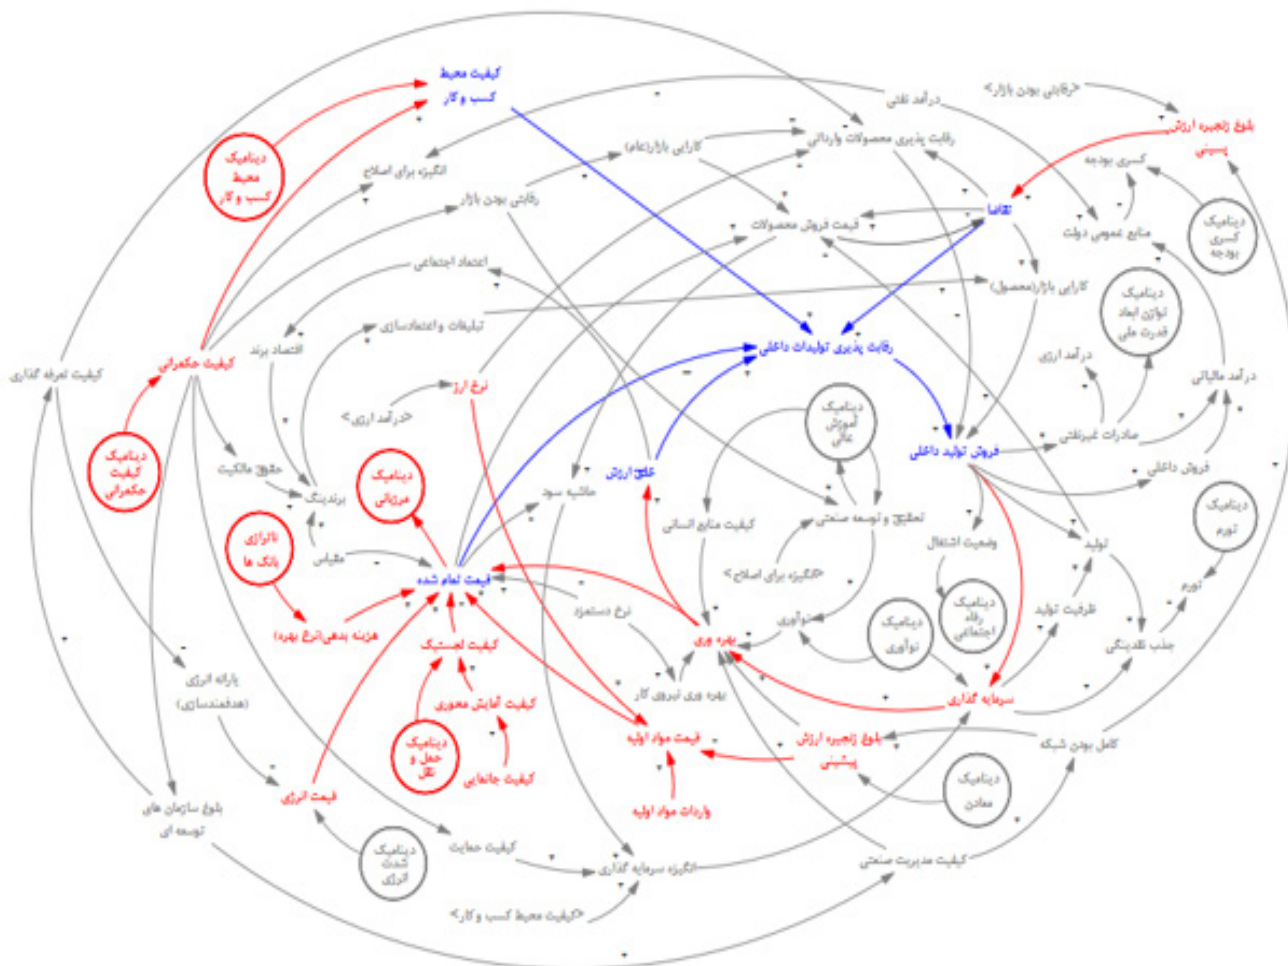 کیفیت محیط
کسب و کار
دینامیک
محیط
کسب و کار
درآمد نفتی
<رقابتی بودن بازار>
بلوغ زنجیره ارزش
پسینی
رقابت پذیری محصولات وارداتی
کارایی بازار(عام)
انگیزه برای اصلاح
کسری بودجه
رقابتی بودن بازار
تقاضا
قیمت فروش محصولات
منابع عمومی دولت
دینامیک
کسری
بودجه
اعتماد اجتماعی
کارایی بازار(محصول)
دینامیک
توازن ابعاد
قدرت ملی
تبلیغات و اعتمادسازی
اقتصاد برند
رقابت پذیری تولیدات داخلی
کیفیت حکمرانی
کیفیت تعرفه گذاری
نرخ ارز
درآمد ارزی
درآمد مالیاتی
<درآمد ارزی>
دینامیک
آموزش
عالی
صادرات غیرنفتی
فروش تولید داخلی
دینامیک
کیفیت
حکمرانی
حقوق مالکیت
دینامیک
مرزبانی
خلق ارزش
فروش داخلی
حاشیه سود
برندینگ
کیفیت منابع انسانی
تحقیق و توسعه صنعتی
دینامیک
تورم
ناترازی
بانک ها
مقیاس
وضعیت اشتغال
تولید
قیمت تمام شده
<انگیزه برای اصلاح>
تورم
نرخ دستمزد
دینامیک
رفاه
اجتماعی
ظرفیت تولید
هزینه بدهی(نرخ بهره)
کیفیت لجستیک
بهره وری
نوآوری
دینامیک
نوآوری
جذب نقدینگی
یارانه انرژی
(هدفمندسازی)
بهره وری نیروی کار
سرمایه گذاری
کیفیت آمایش محوری
قیمت مواد اولیه
بلوغ زنجیره ارزش
پیشینی
کامل بودن شبکه
دینامیک
حمل و
نقل
کیفیت جانمایی
دینامیک
معادن
قیمت انرژی
واردات مواد اولیه
بلوغ سازمان های
توسعه ای
دینامیک
شدت
انرژی
کیفیت حمایت
انگیزه سرمایه گذاری
کیفیت مدیریت صنعتی
<کیفیت محیط کسب و کار>